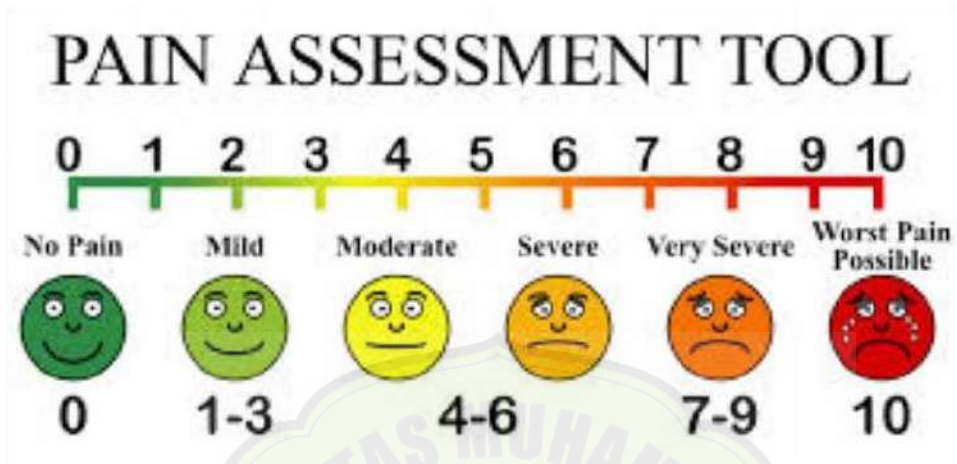 PAIN ASSESSMENT TOOL
0 1 2 3 4 5 6 7 8 9 10
No Pain Mild Moderate Severe Very Severe Worst Pain Possible
0 1-3 4-6 7-9 10